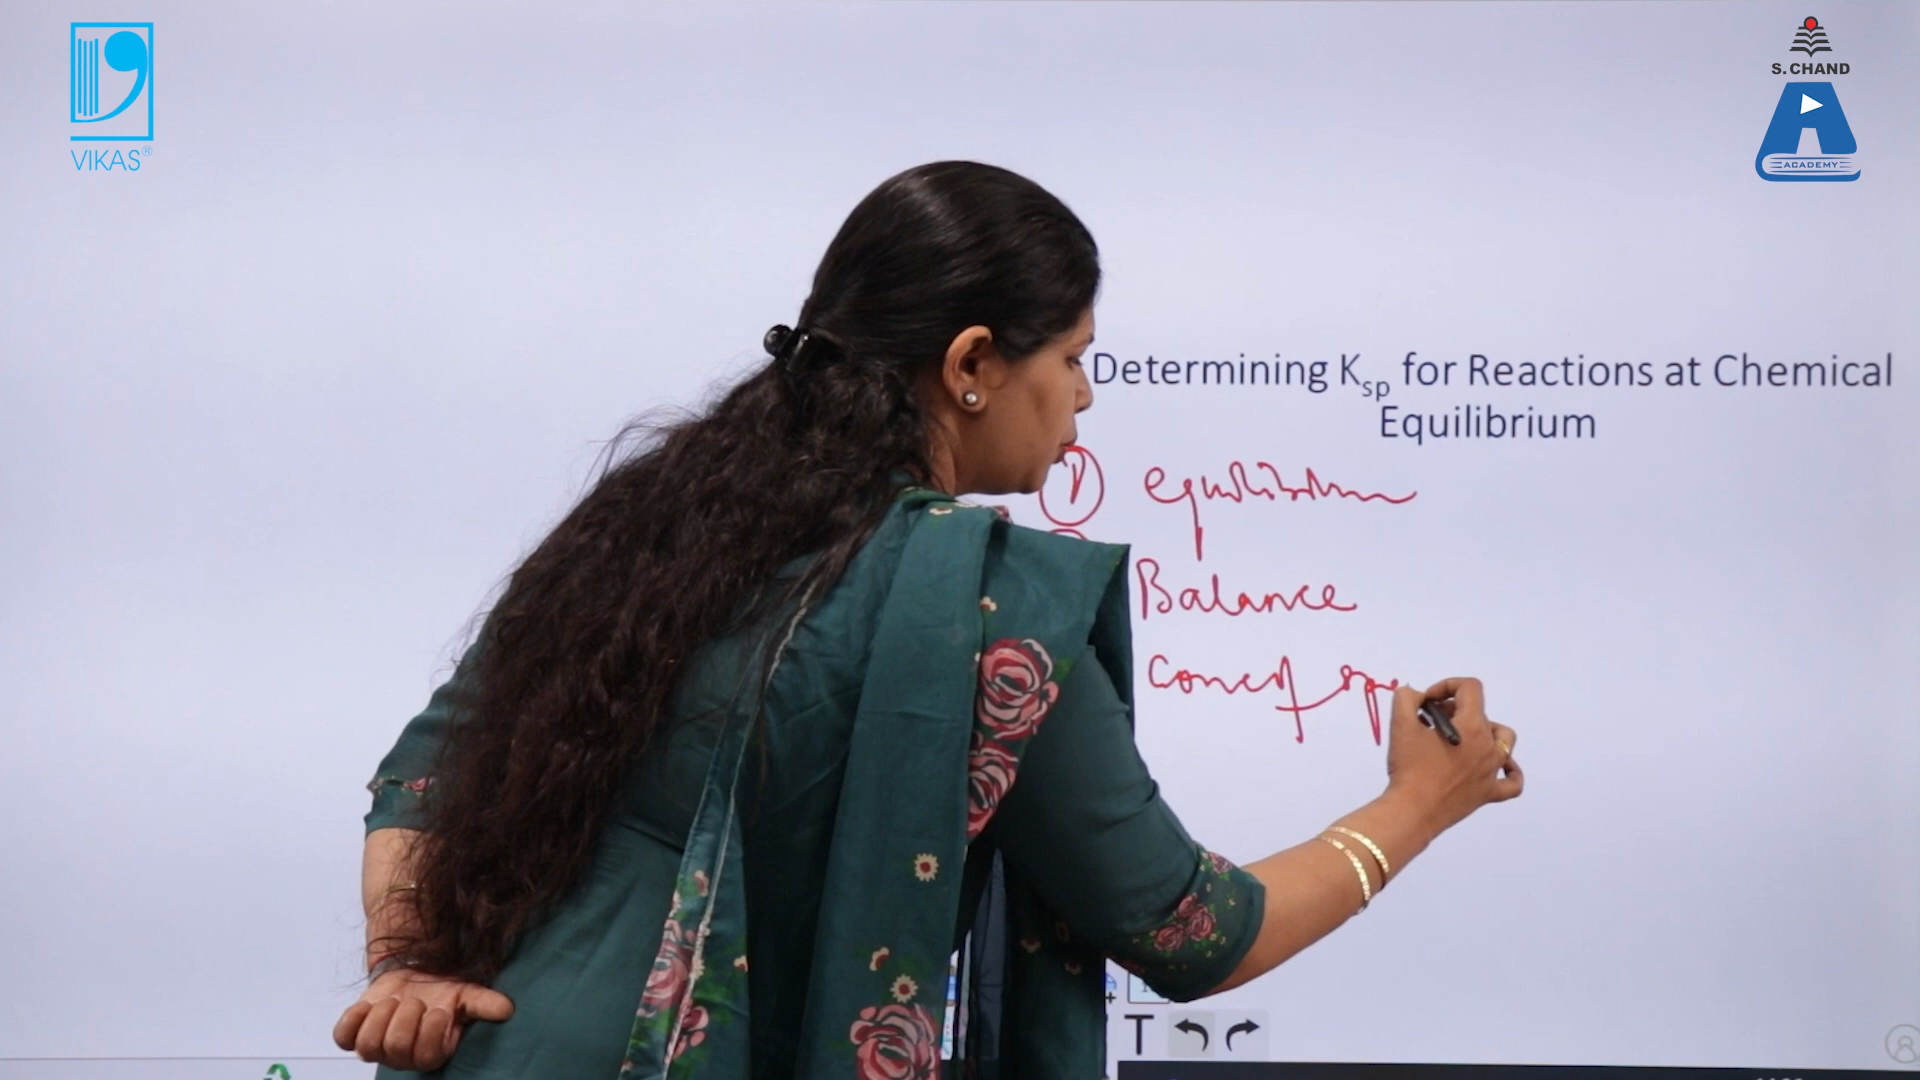 VIKAS®
S. CHAND
ACADEMY
Determining Ksp for Reactions at Chemical
Equilibrium
① equilibrium
Balance
Conc of spe
T